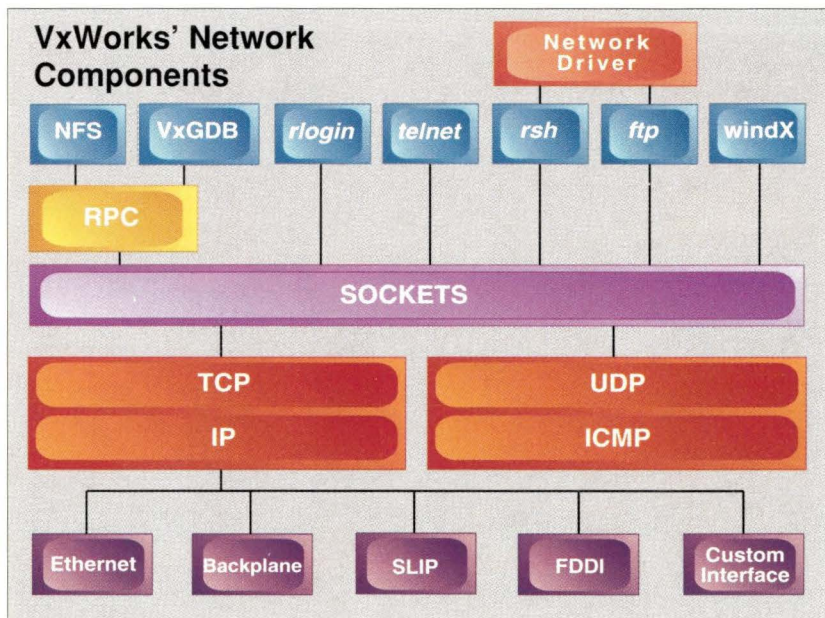 VxWorks' Network
Components
Network
Driver
NFS
VxGDB
rlogin
telnet
rsh
ftp
windX
RPC
SOCKETS
TCP
UDP
IP
ICMP
Ethernet
Backplane
SLIP
FDDI
Custom
Interface